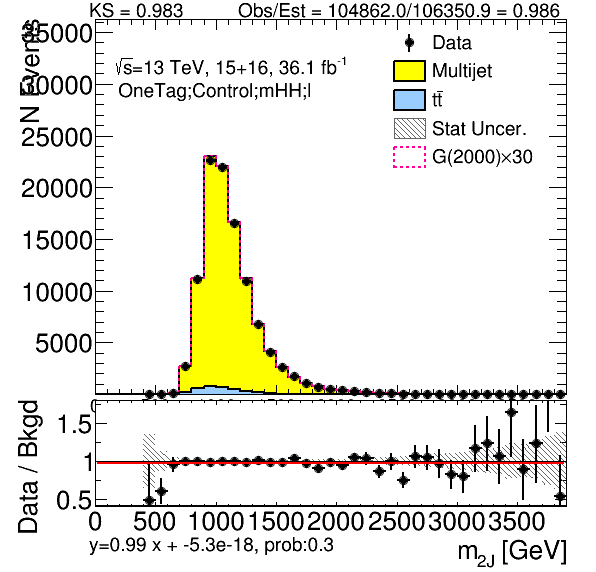 KS = 0.983 Obs/Est = 104862.0/106350.9 = 0.986
N Events
35000
30000
25000
20000
15000
10000
5000
√s=13 TeV, 15+16, 36.1 fb⁻¹
OneTag;Control;mHH;l
Data
Multijet
tt̄
Stat Uncer.
G(2000)×30
Data / Bkgd
1.5
1
0.5
0 500 1000 1500 2000 2500 3000 3500
y=0.99 x + -5.3e-18, prob:0.3
m₂J [GeV]